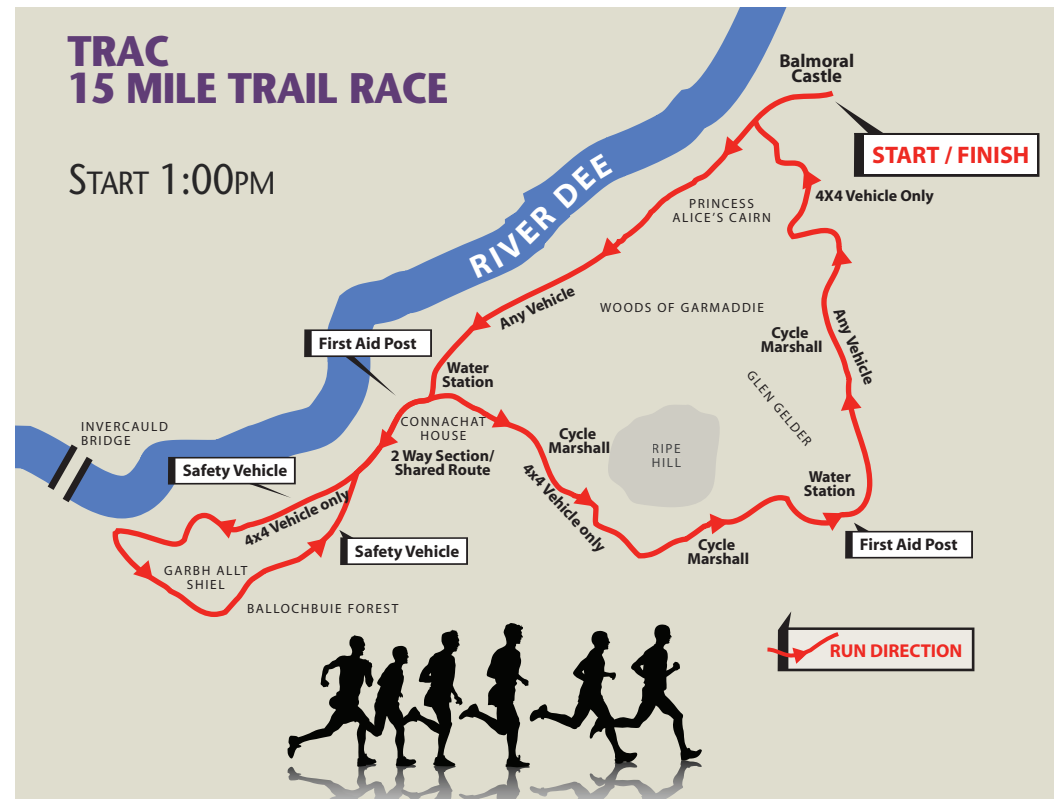 TRAC
15 MILE TRAIL RACE
START 1:00PM
Balmoral
Castle
START / FINISH
4X4 Vehicle Only
PRINCESS
ALICE'S CAIRN
RIVER DEE
Any Vehicle
WOODS OF GARMADDIE
Cycle
Marshall
Any Vehicle
GLEN GELDER
First Aid Post
Water
Station
CONNACHAT
HOUSE
2 Way Section/
Shared Route
INVERCAULD
BRIDGE
Safety Vehicle
Cycle
Marshall
RIPE
HILL
4x4 Vehicle only
Water
Station
4x4 Vehicle only
Safety Vehicle
Cycle
Marshall
First Aid Post
GARBH ALLT
SHIEL
BALLOCHBUIE FOREST
RUN DIRECTION